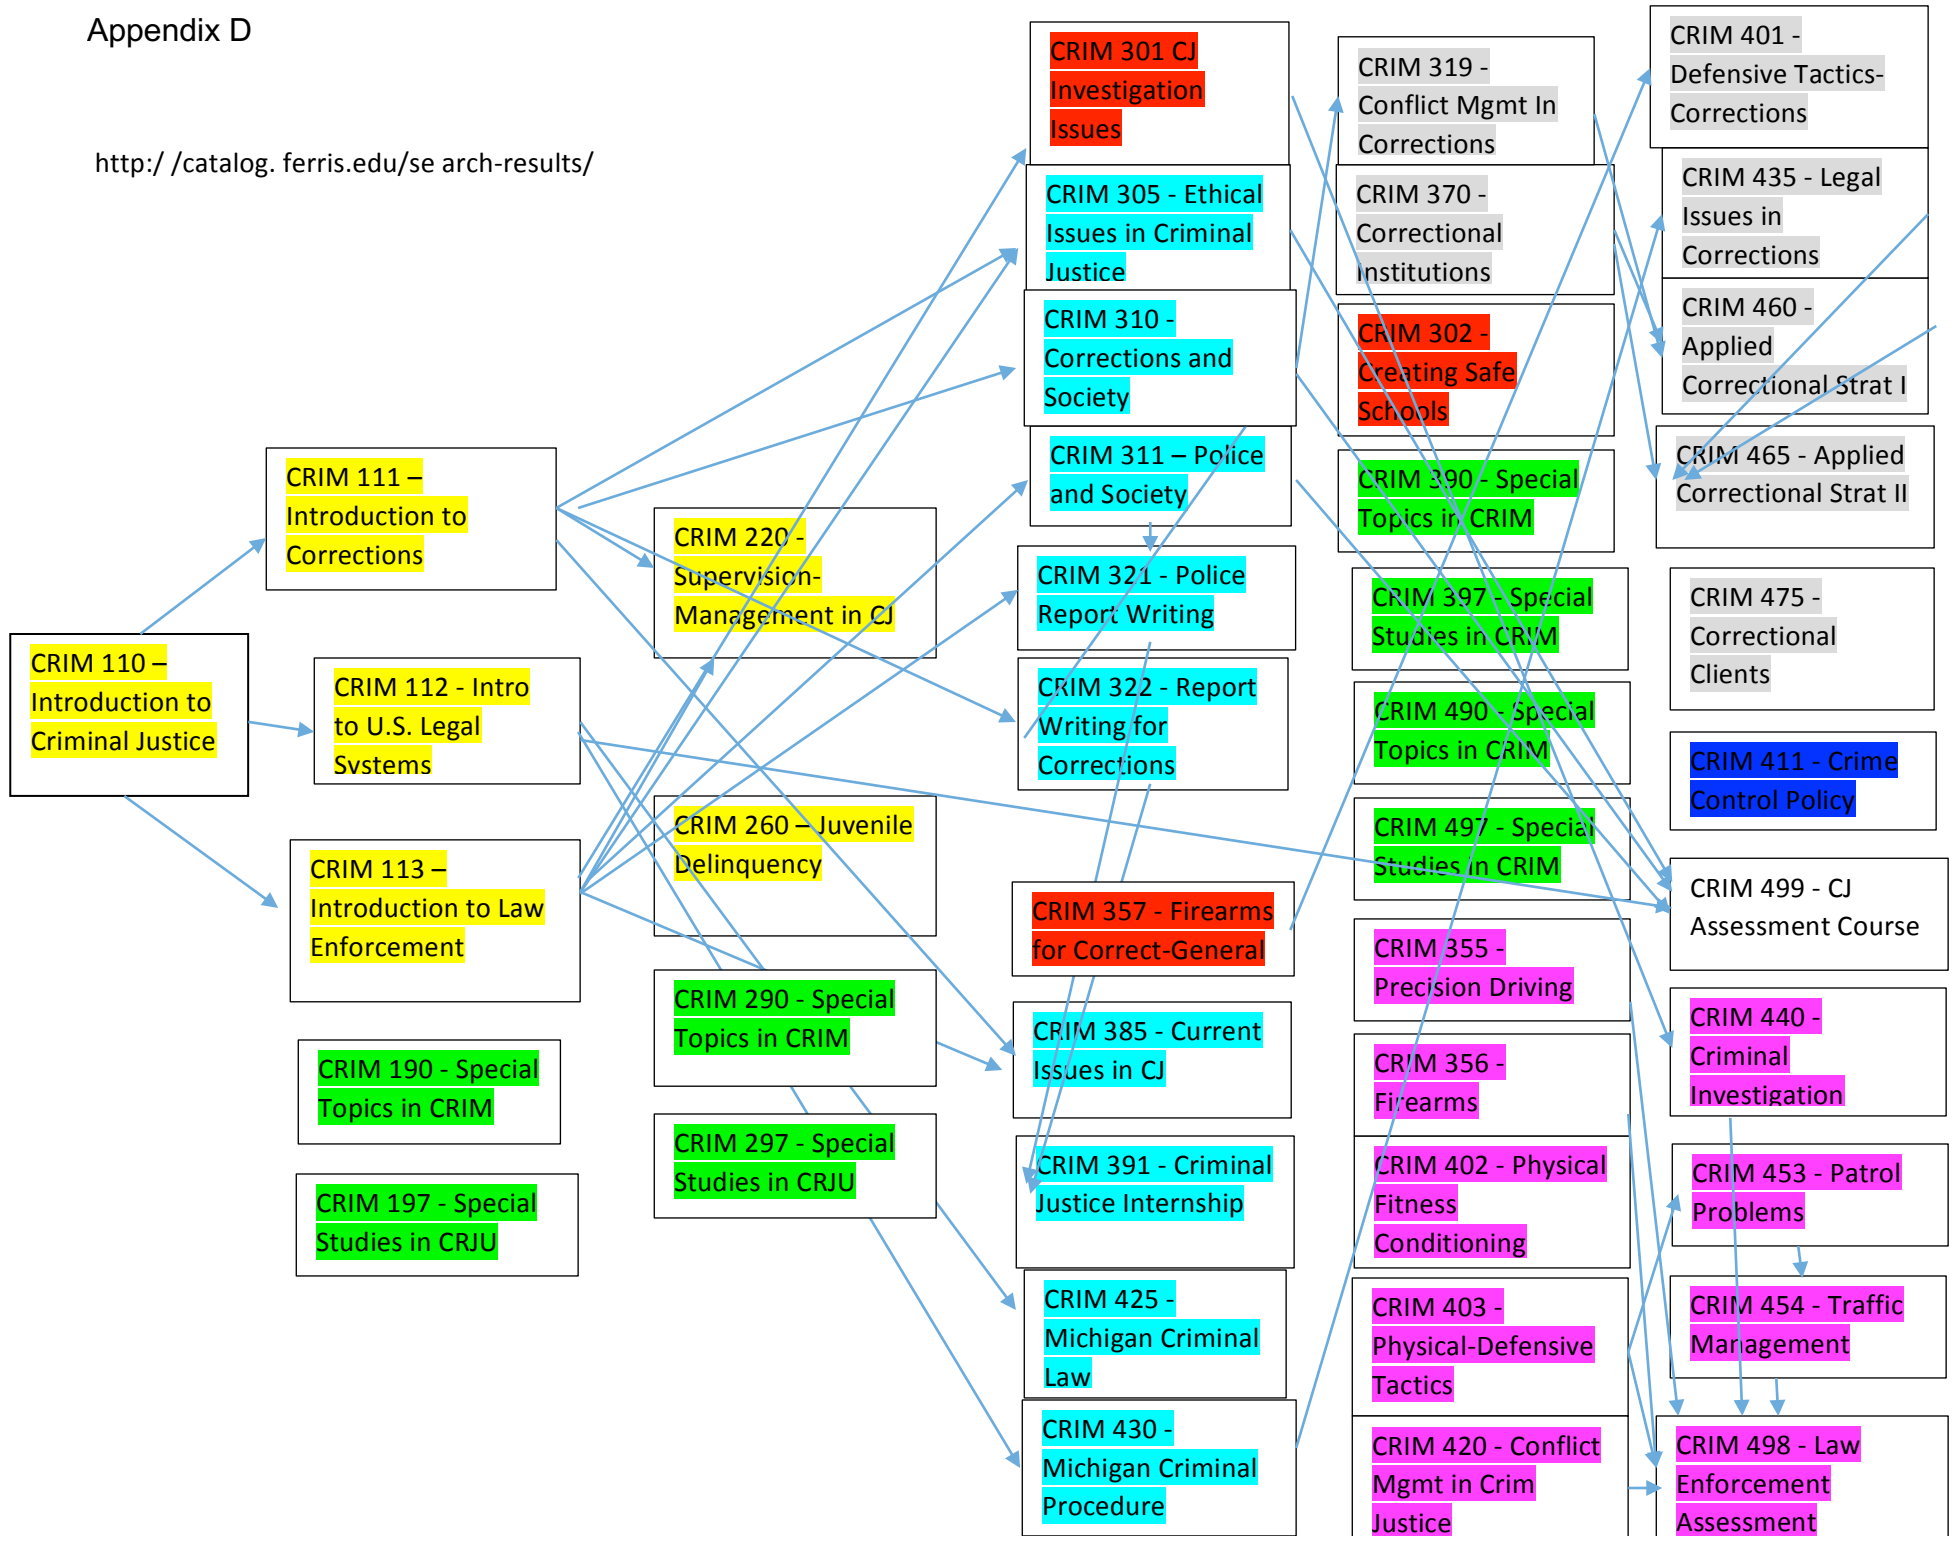 Appendix D
http:/ /catalog. ferris.edu/se arch-results/
CRIM 110 –
Introduction to
Criminal Justice
CRIM 111 –
Introduction to
Corrections
CRIM 112 - Intro
to U.S. Legal
Systems
CRIM 113 –
Introduction to Law
Enforcement
CRIM 190 - Special
Topics in CRIM
CRIM 197 - Special
Studies in CRJU
CRIM 220 -
Supervision-
Management in CJ
CRIM 260 – Juvenile
Delinquency
CRIM 290 - Special
Topics in CRIM
CRIM 297 - Special
Studies in CRJU
CRIM 301 CJ
Investigation
Issues
CRIM 305 - Ethical
Issues in Criminal
Justice
CRIM 310 -
Corrections and
Society
CRIM 311 – Police
and Society
CRIM 321 - Police
Report Writing
CRIM 322 - Report
Writing for
Corrections
CRIM 357 - Firearms
for Correct-General
CRIM 385 - Current
Issues in CJ
CRIM 391 - Criminal
Justice Internship
CRIM 425 -
Michigan Criminal
Law
CRIM 430 -
Michigan Criminal
Procedure
CRIM 319 -
Conflict Mgmt In
Corrections
CRIM 370 -
Correctional
Institutions
CRIM 302 -
Creating Safe
Schools
CRIM 390 - Special
Topics in CRIM
CRIM 397 - Special
Studies in CRIM
CRIM 490 - Special
Topics in CRIM
CRIM 497 - Special
Studies in CRIM
CRIM 355 -
Precision Driving
CRIM 356 -
Firearms
CRIM 402 - Physical
Fitness
Conditioning
CRIM 403 -
Physical-Defensive
Tactics
CRIM 420 - Conflict
Mgmt in Crim
Justice
CRIM 401 -
Defensive Tactics-
Corrections
CRIM 435 - Legal
Issues in
Corrections
CRIM 460 -
Applied
Correctional Strat I
CRIM 465 - Applied
Correctional Strat II
CRIM 475 -
Correctional
Clients
CRIM 411 - Crime
Control Policy
CRIM 499 - CJ
Assessment Course
CRIM 440 -
Criminal
Investigation
CRIM 453 - Patrol
Problems
CRIM 454 - Traffic
Management
CRIM 498 - Law
Enforcement
Assessment